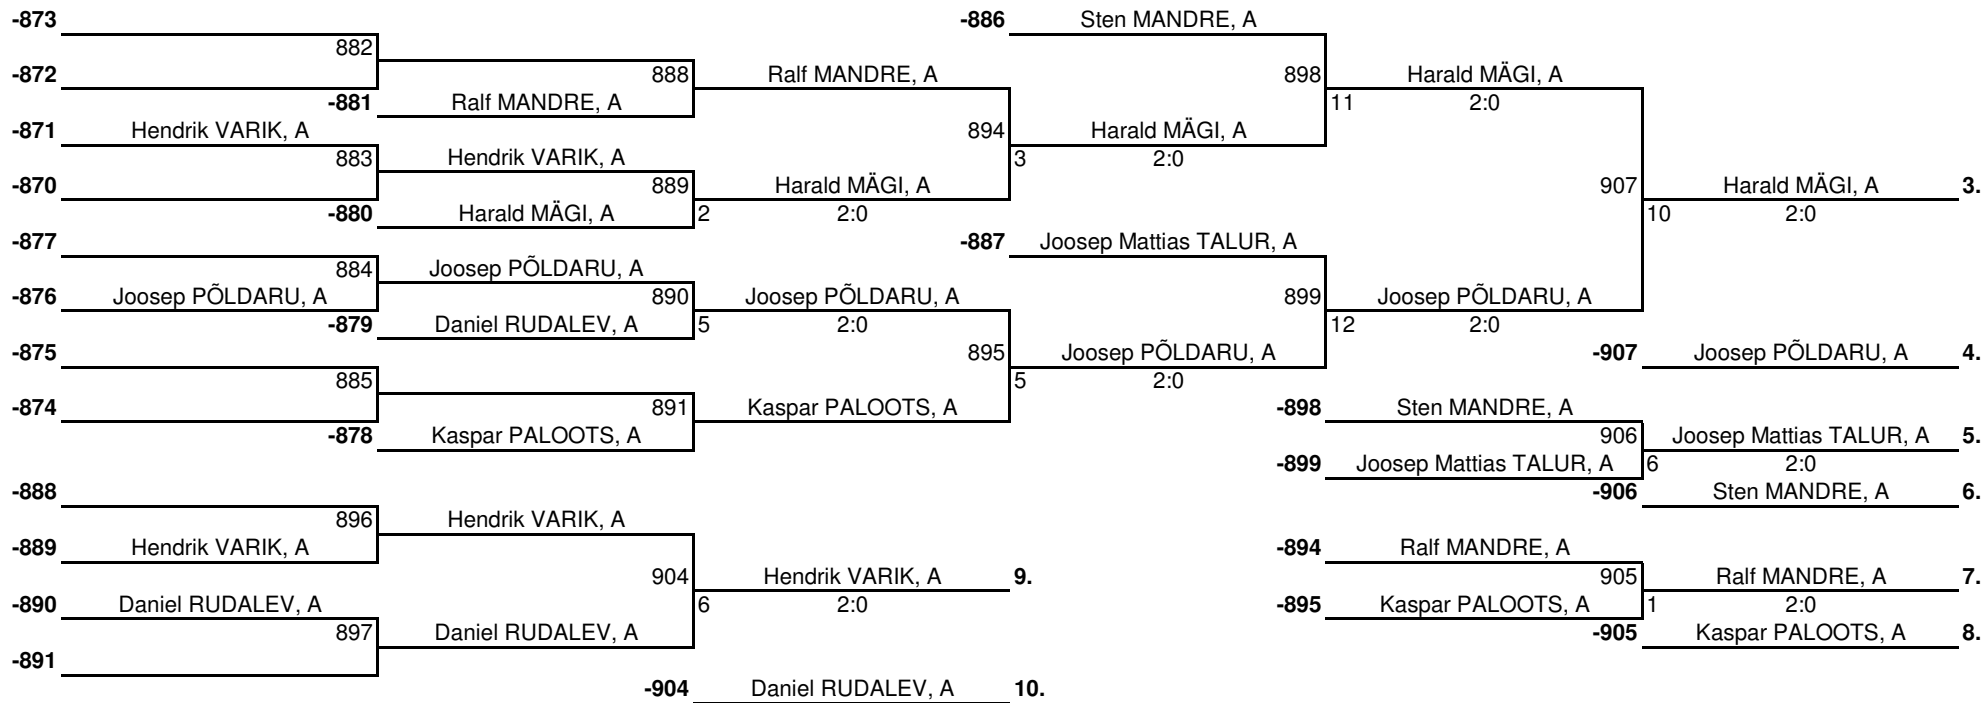 -873 -886 Sten MANDRE, A
882
-872 888 Ralf MANDRE, A 898 Harald MÄGI, A
-881 Ralf MANDRE, A 11 2:0
-871 Hendrik VARIK, A 894 Harald MÄGI, A
883 Hendrik VARIK, A 3 2:0
-870 889 Harald MÄGI, A 907 Harald MÄGI, A 3.
-880 Harald MÄGI, A 2 2:0 10 2:0
-877 -887 Joosep Mattias TALUR, A
884 Joosep PÕLDARU, A
-876 Joosep PÕLDARU, A 890 Joosep PÕLDARU, A 899 Joosep PÕLDARU, A
-879 Daniel RUDALEV, A 5 2:0 12 2:0
-875 895 Joosep PÕLDARU, A -907 Joosep PÕLDARU, A 4.
885 5 2:0
-874 891 Kaspar PALOOTS, A -898 Sten MANDRE, A
-878 Kaspar PALOOTS, A 906 Joosep Mattias TALUR, A 5.
-899 Joosep Mattias TALUR, A 6 2:0
-888 -906 Sten MANDRE, A 6.
896 Hendrik VARIK, A
-889 Hendrik VARIK, A -894 Ralf MANDRE, A
904 Hendrik VARIK, A 9. 905 Ralf MANDRE, A 7.
-890 Daniel RUDALEV, A 6 2:0 -895 Kaspar PALOOTS, A 1 2:0
897 Daniel RUDALEV, A -905 Kaspar PALOOTS, A 8.
-891
-904 Daniel RUDALEV, A 10.